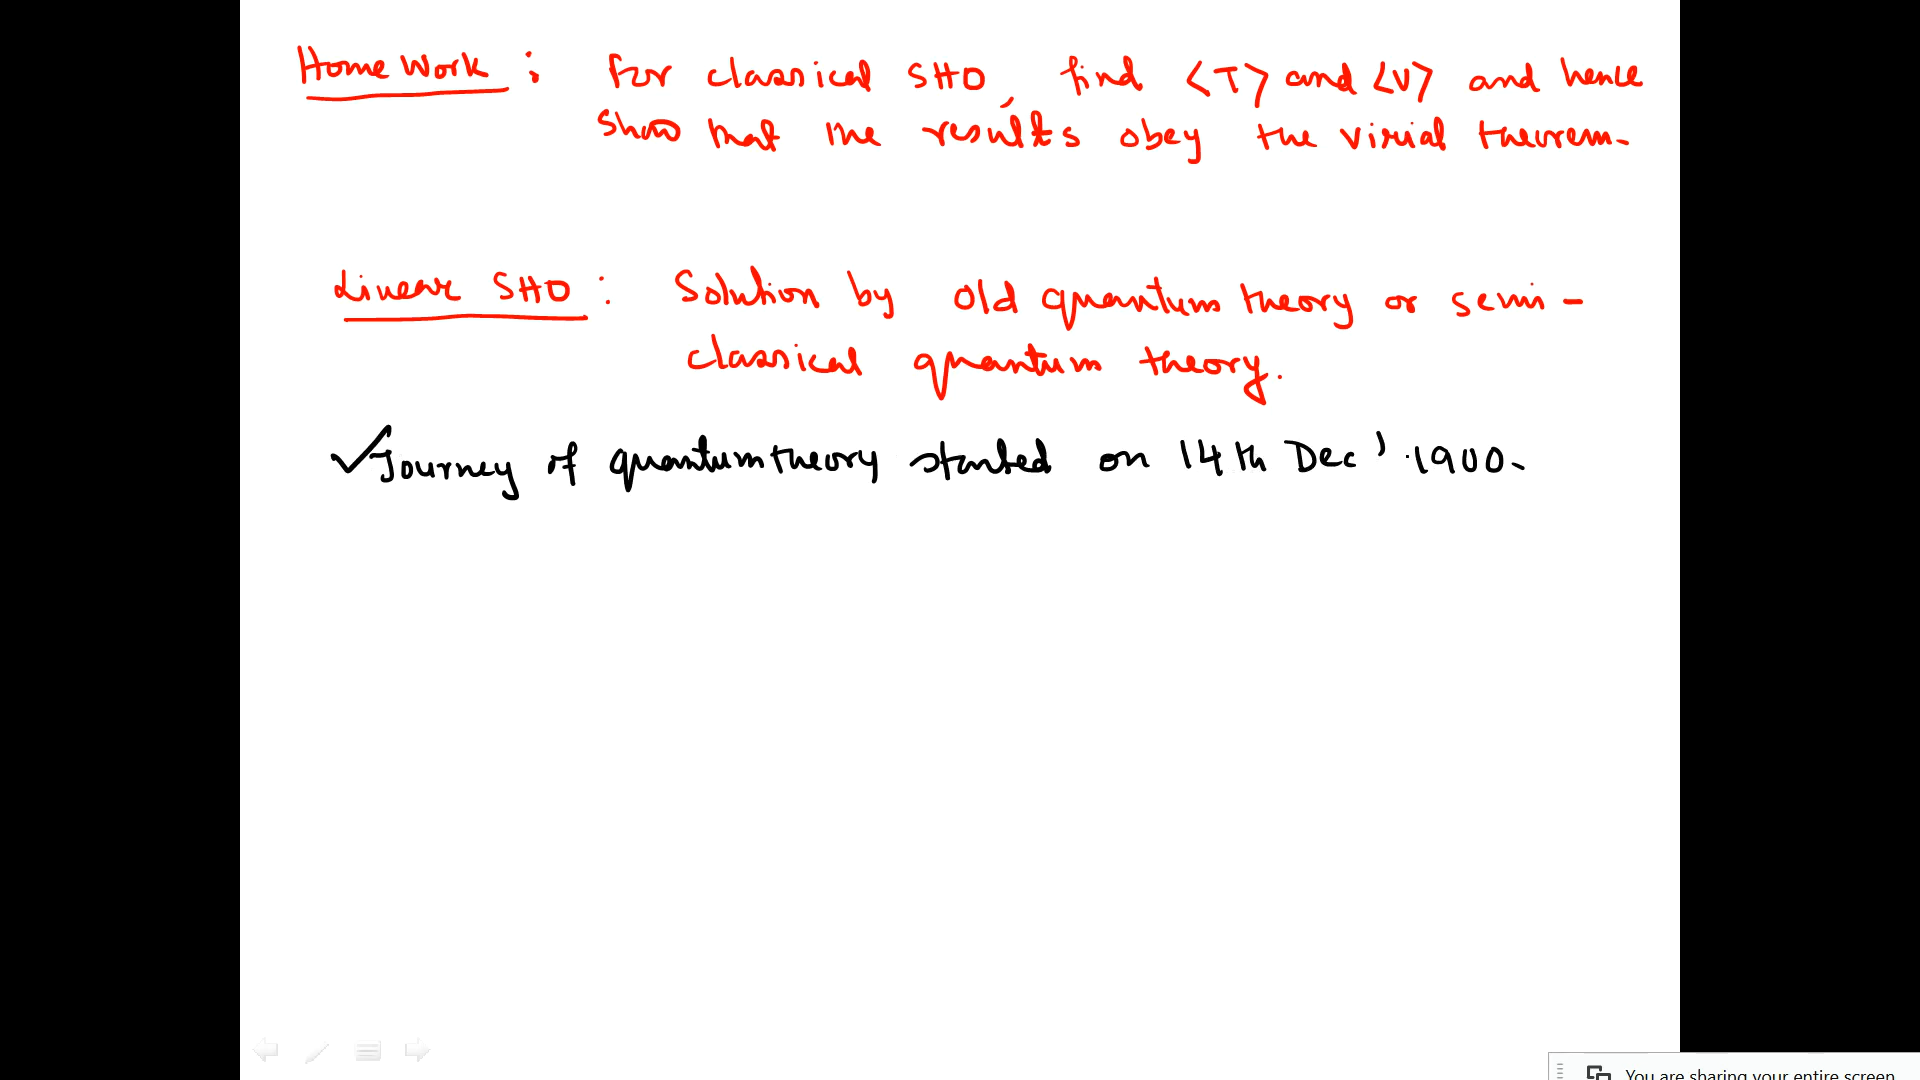 Home Work : For classical SHO, find <T> and <V> and hence
show that the results obey the virial theorem.
Linear SHO : Solution by old quantum theory or semi-
classical quantum theory.
✓Journey of quantum theory started on 14th Dec' 1900.
You are sharing your entire screen